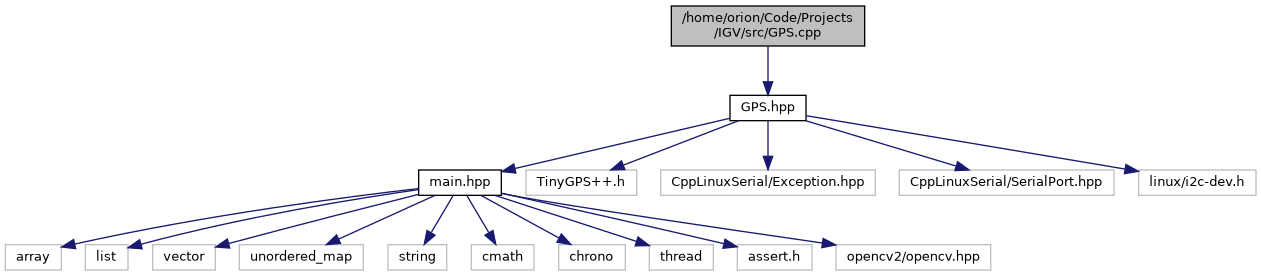 /home/orion/Code/Projects
/IGV/src/GPS.cpp
GPS.hpp
main.hpp
TinyGPS++.h
CppLinuxSerial/Exception.hpp
CppLinuxSerial/SerialPort.hpp
linux/i2c-dev.h
array
list
vector
unordered_map
string
cmath
chrono
thread
assert.h
opencv2/opencv.hpp